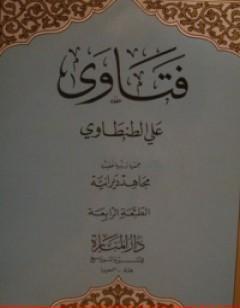 فتاوى
علي الطنطاوي
مجاهد ديرانية
الطبعة الرابعة
دار المنارة